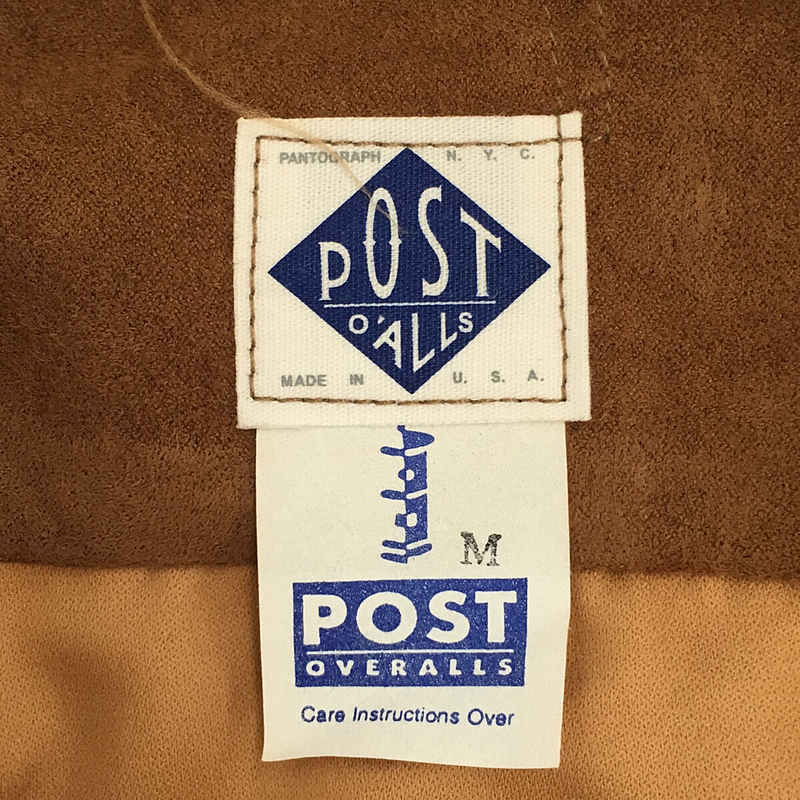 PANTOGRAPH N. Y. C.
POST
O'ALLS
MADE IN U. S. A.
M
POST
OVERALLS
Care Instructions Over